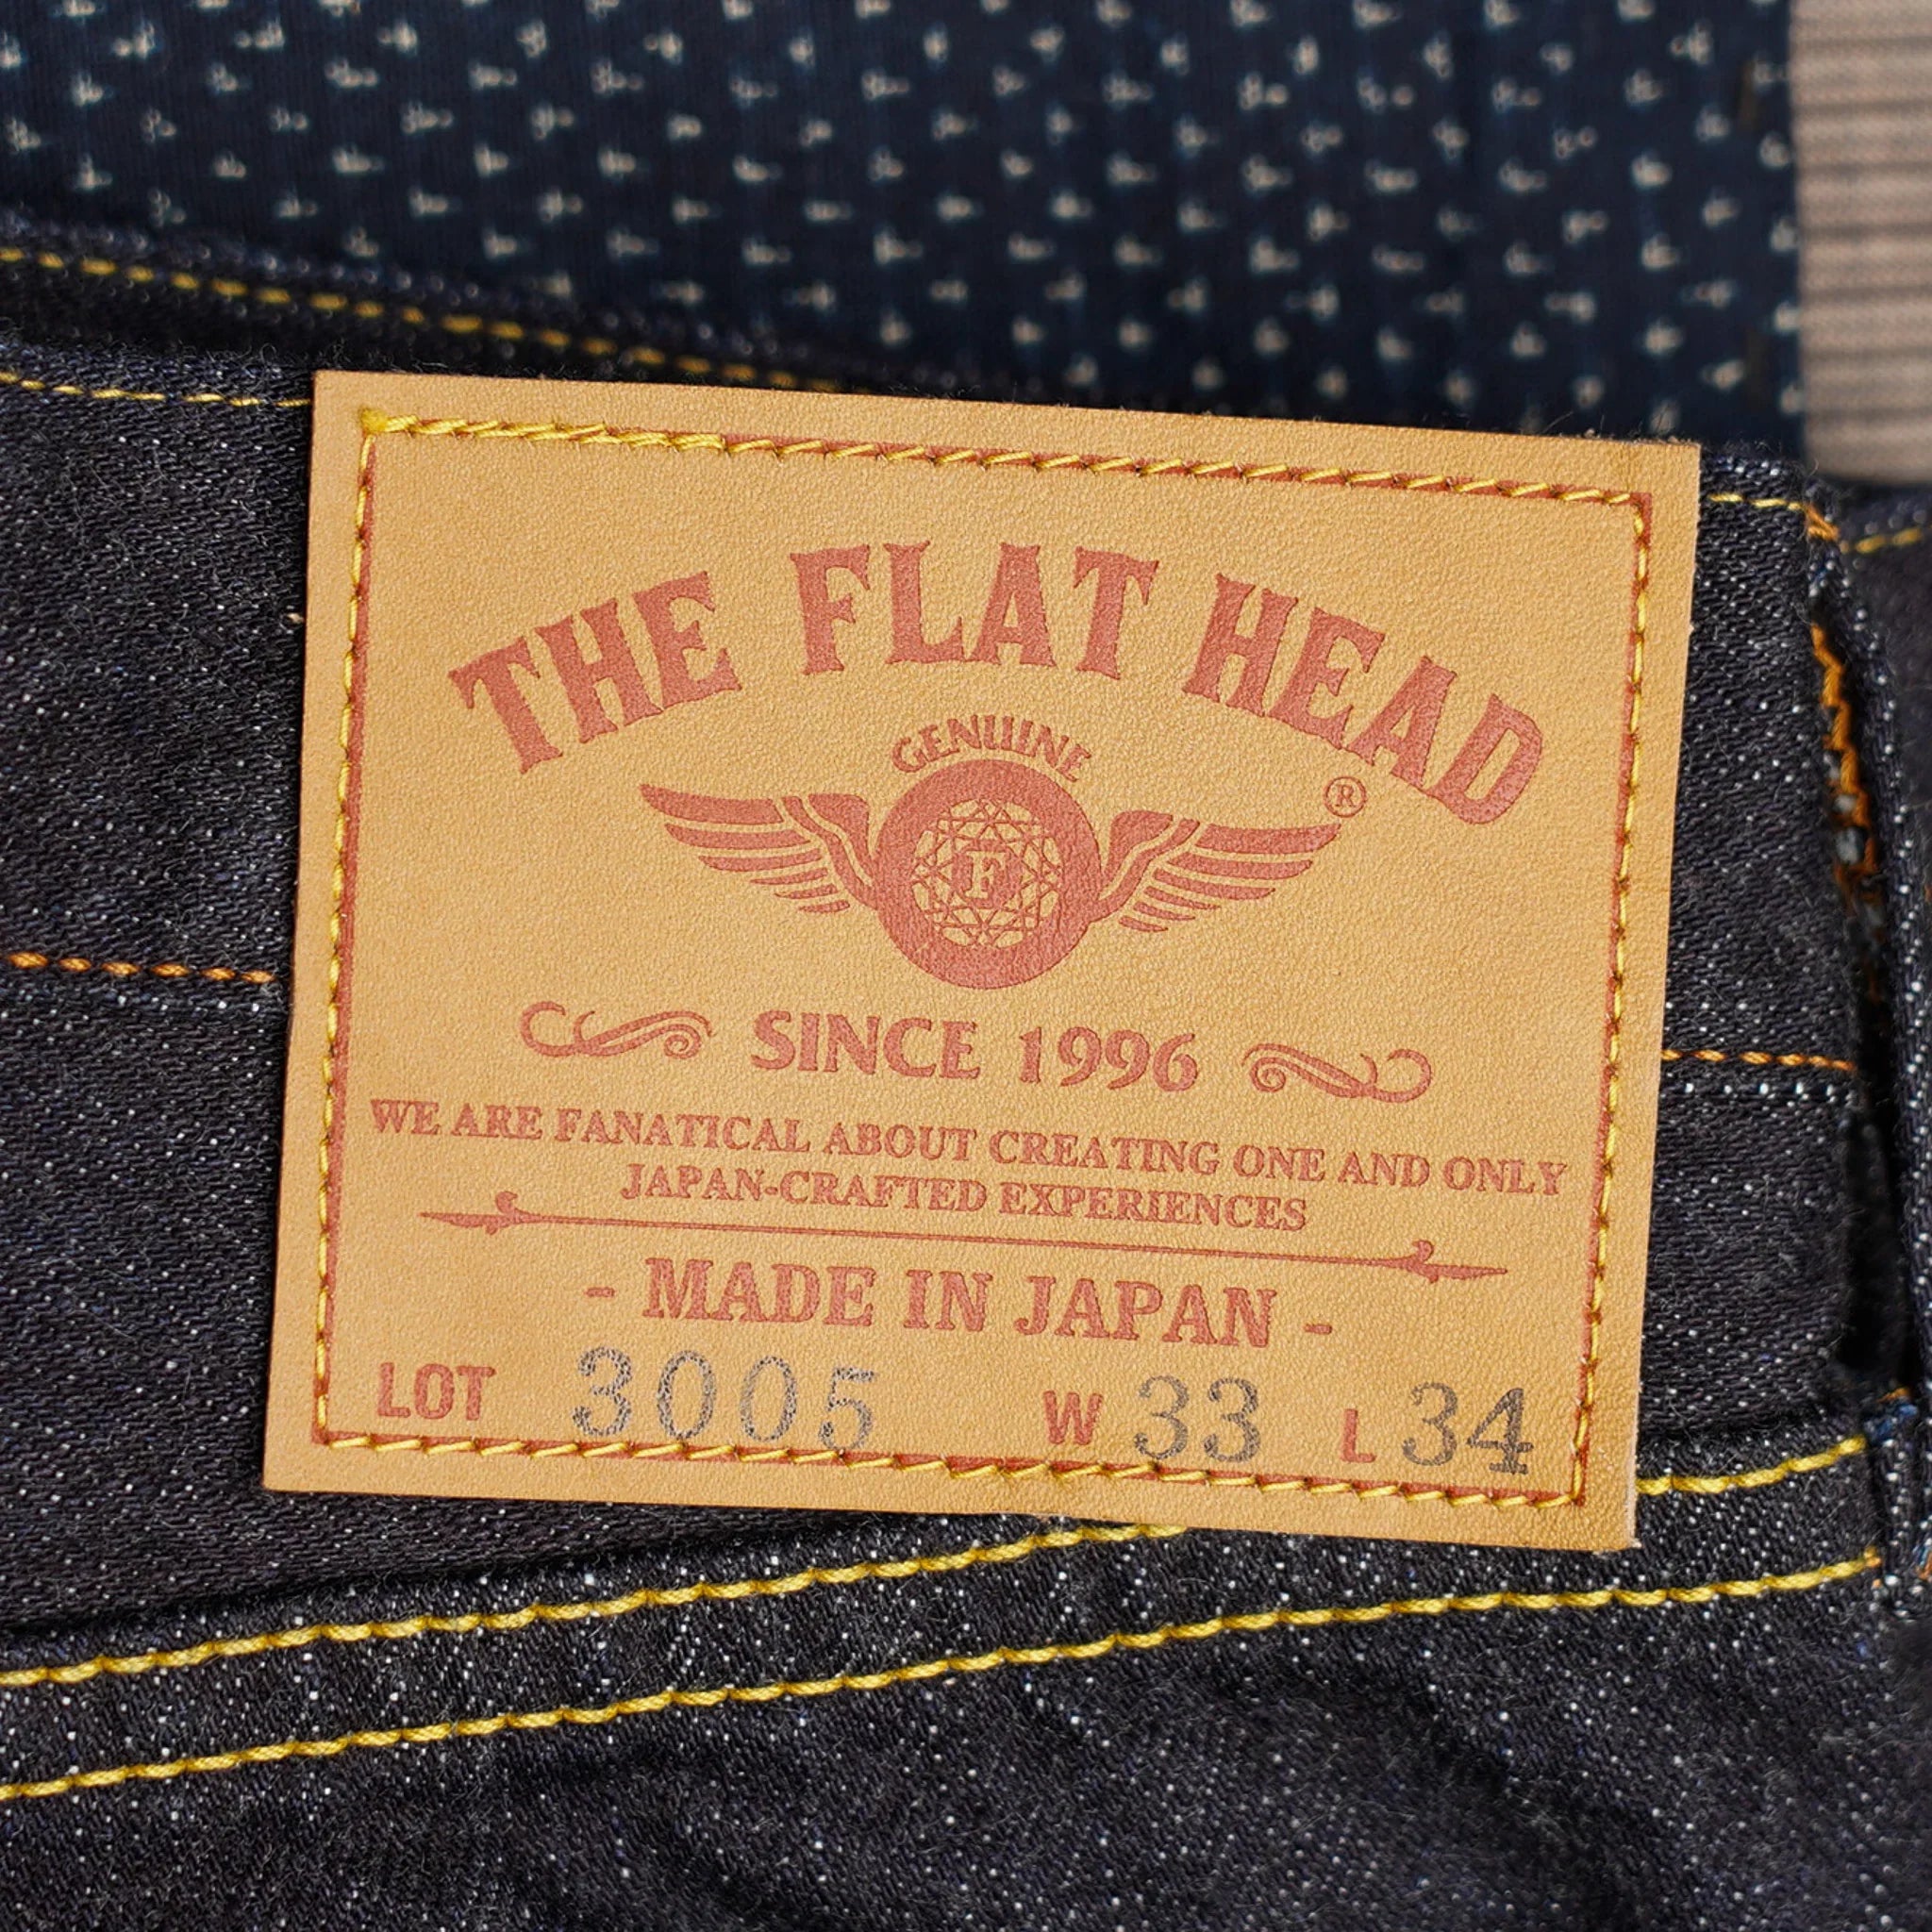 THE FLAT HEAD
GENUINE
®
F
SINCE 1996
WE ARE FANATICAL ABOUT CREATING ONE AND ONLY
JAPAN-CRAFTED EXPERIENCES
- MADE IN JAPAN -
LOT 3005 W 33 L 34